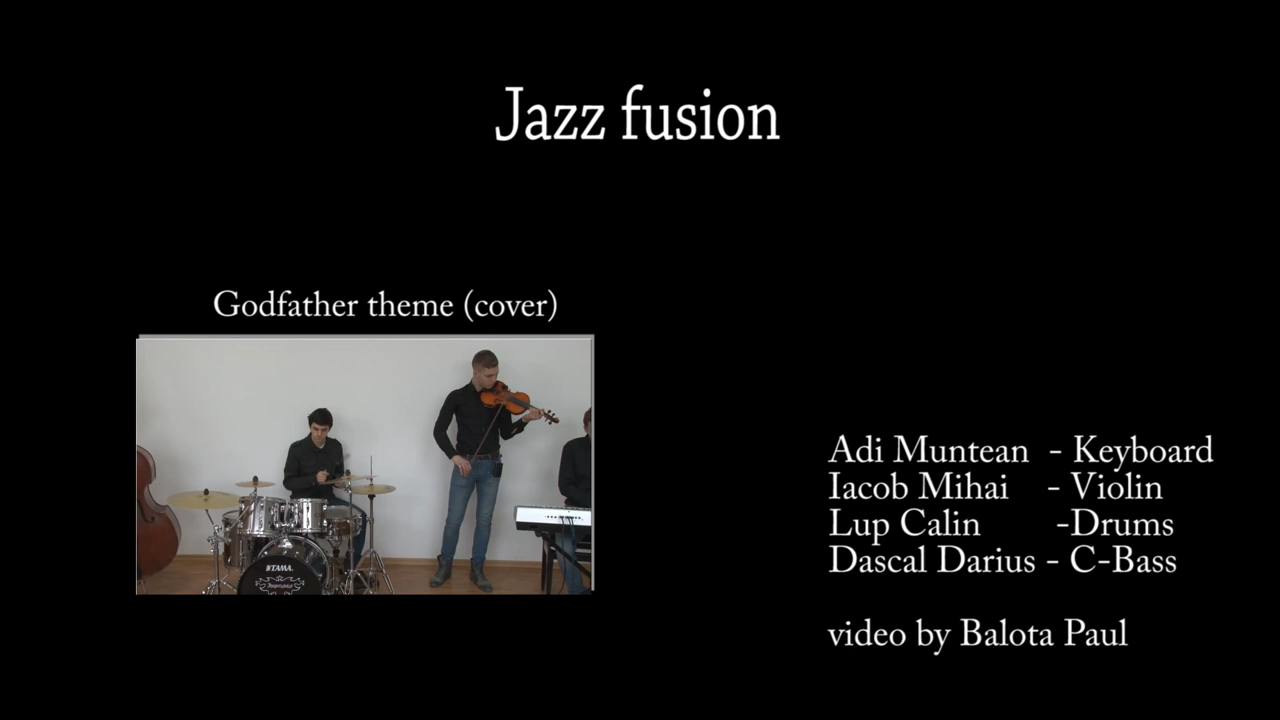 Jazz fusion
Godfather theme (cover)
Adi Muntean - Keyboard
Iacob Mihai - Violin
Lup Calin -Drums
Dascal Darius - C-Bass
video by Balota Paul
TAMA